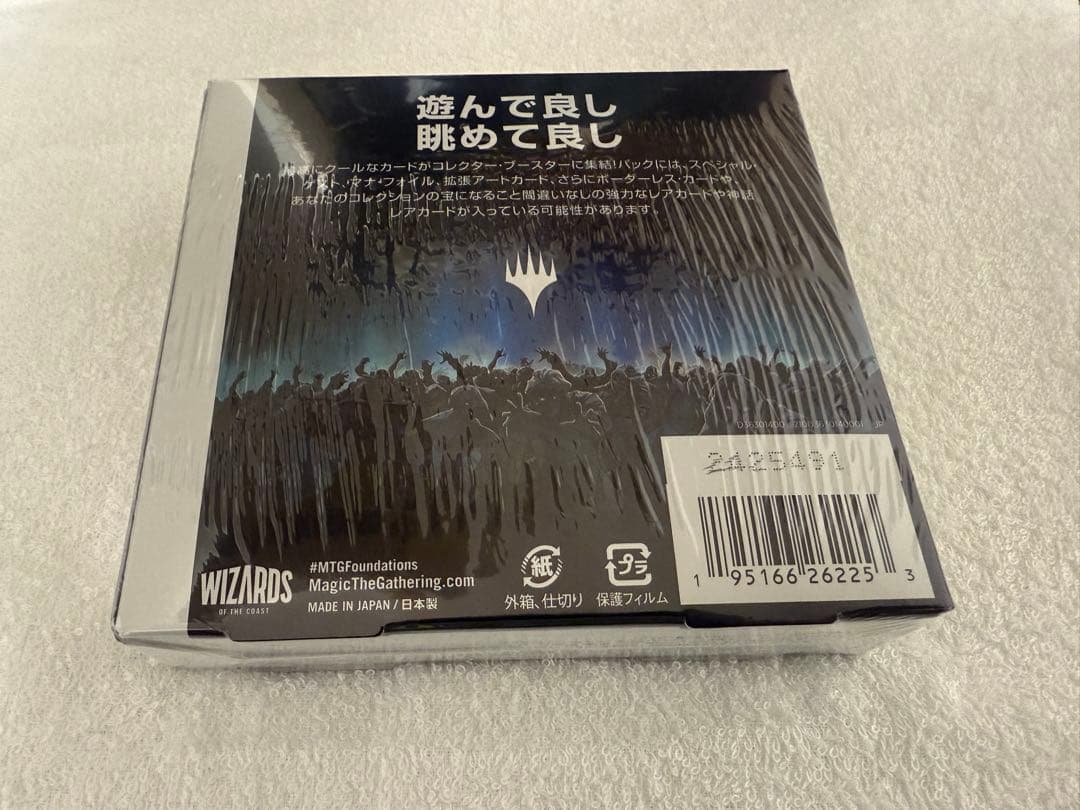 遊んで良し
眺めて良し
にクールなカードがコレクター・ブースターに集結!パックには、スペシャル・
ゲスト、マナ・フォイル、拡張アートカード、さらにボーダーレス・カードや、
あなたのコレクションの宝になること間違いなしの強力なレアカードや神話
レアカードが入っている可能性があります。
D36301400 JP
2425491
1 95166 26225 3
#MTGFoundations
MagicTheGathering.com
MADE IN JAPAN / 日本製
WIZARDS
OF THE COAST
紙
外箱、仕切り
プラ
保護フィルム